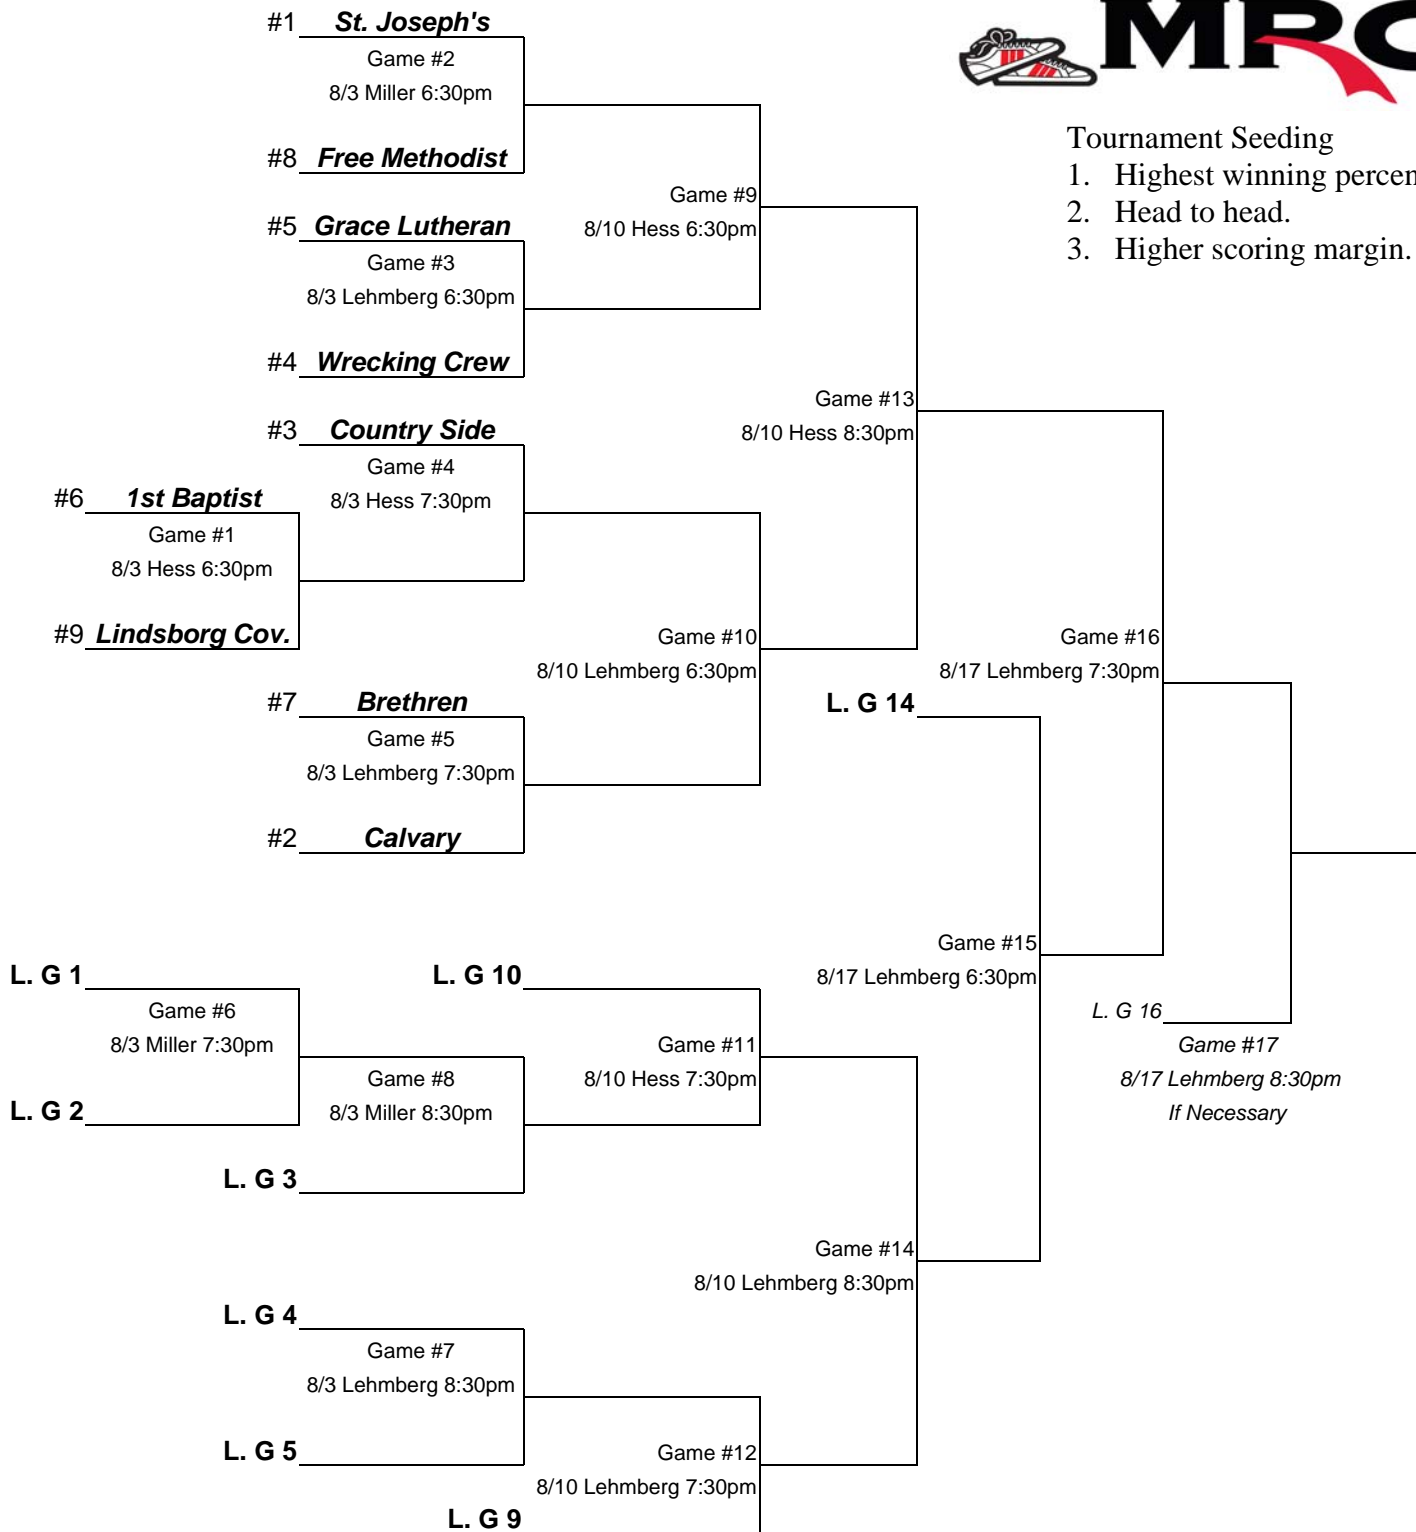 #1 St. Joseph's
Game #2
8/3 Miller 6:30pm
#8 Free Methodist
#5 Grace Lutheran
Game #3
8/3 Lehmberg 6:30pm
#4 Wrecking Crew
#3 Country Side
Game #4
8/3 Hess 7:30pm
#6 1st Baptist
Game #1
8/3 Hess 6:30pm
#9 Lindsborg Cov.
#7 Brethren
Game #5
8/3 Lehmberg 7:30pm
#2 Calvary
Game #9
8/10 Hess 6:30pm
Game #10
8/10 Lehmberg 6:30pm
Game #13
8/10 Hess 8:30pm
MRC
Tournament Seeding
1. Highest winning percen
2. Head to head.
3. Higher scoring margin.
Game #16
8/17 Lehmberg 7:30pm
L. G 14
Game #15
8/17 Lehmberg 6:30pm
L. G 16
Game #17
8/17 Lehmberg 8:30pm
If Necessary
L. G 1
Game #6
8/3 Miller 7:30pm
L. G 2
Game #8
8/3 Miller 8:30pm
L. G 3
L. G 10
Game #11
8/10 Hess 7:30pm
Game #14
8/10 Lehmberg 8:30pm
L. G 4
Game #7
8/3 Lehmberg 8:30pm
L. G 5
Game #12
8/10 Lehmberg 7:30pm
L. G 9